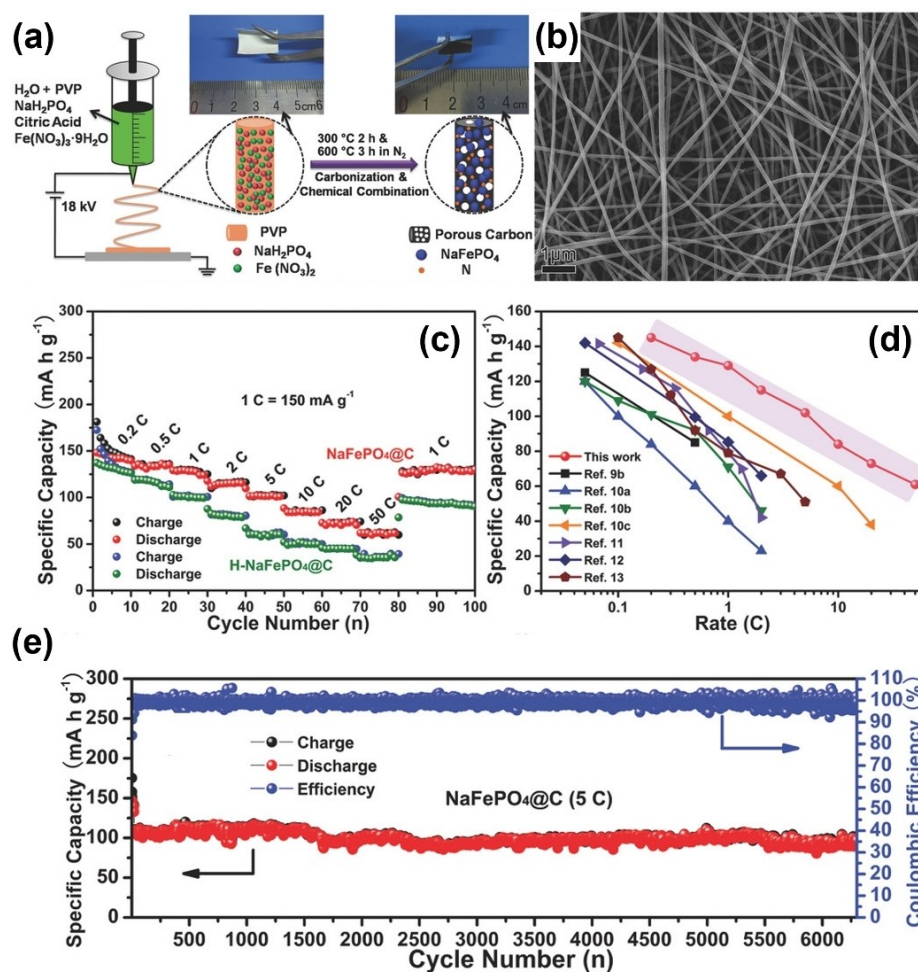 (a)
H₂O + PVP
NaH₂PO₄
Citric Acid
Fe(NO₃)₃·9H₂O
18 kV
0 1 2 3 4 5cm6
0 1 2 3 4cm
300 °C 2 h &
600 °C 3 h in N₂
Carbonization &
Chemical Combination
PVP
NaH₂PO₄
Fe (NO₃)₂
Porous Carbon
NaFePO₄
N
(b)
1μm
(c)
Specific Capacity (mA h g⁻¹)
300
250
200
150
100
50
0
1 C = 150 mA g⁻¹
0.2 C
0.5 C
1 C
2 C
5 C
10 C
20 C
50 C
1 C
NaFePO₄@C
H-NaFePO₄@C
Charge
Discharge
Charge
Discharge
0 10 20 30 40 50 60 70 80 90 100
Cycle Number (n)
(d)
Specific Capacity (mA h g⁻¹)
160
140
120
100
80
60
40
20
0
This work
Ref. 9b
Ref. 10a
Ref. 10b
Ref. 10c
Ref. 11
Ref. 12
Ref. 13
0.1 1 10
Rate (C)
(e)
Specific Capacity (mA h g⁻¹)
300
250
200
150
100
50
0
Charge
Discharge
Efficiency
NaFePO₄@C (5 C)
110
100
90
80
70
60
50
40
30
20
10
0
Coulombic Efficiency (%)
500 1000 1500 2000 2500 3000 3500 4000 4500 5000 5500 6000
Cycle Number (n)